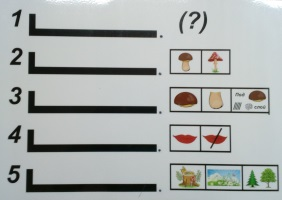 1 . (?)
2 .
3 .
4 .
5 .